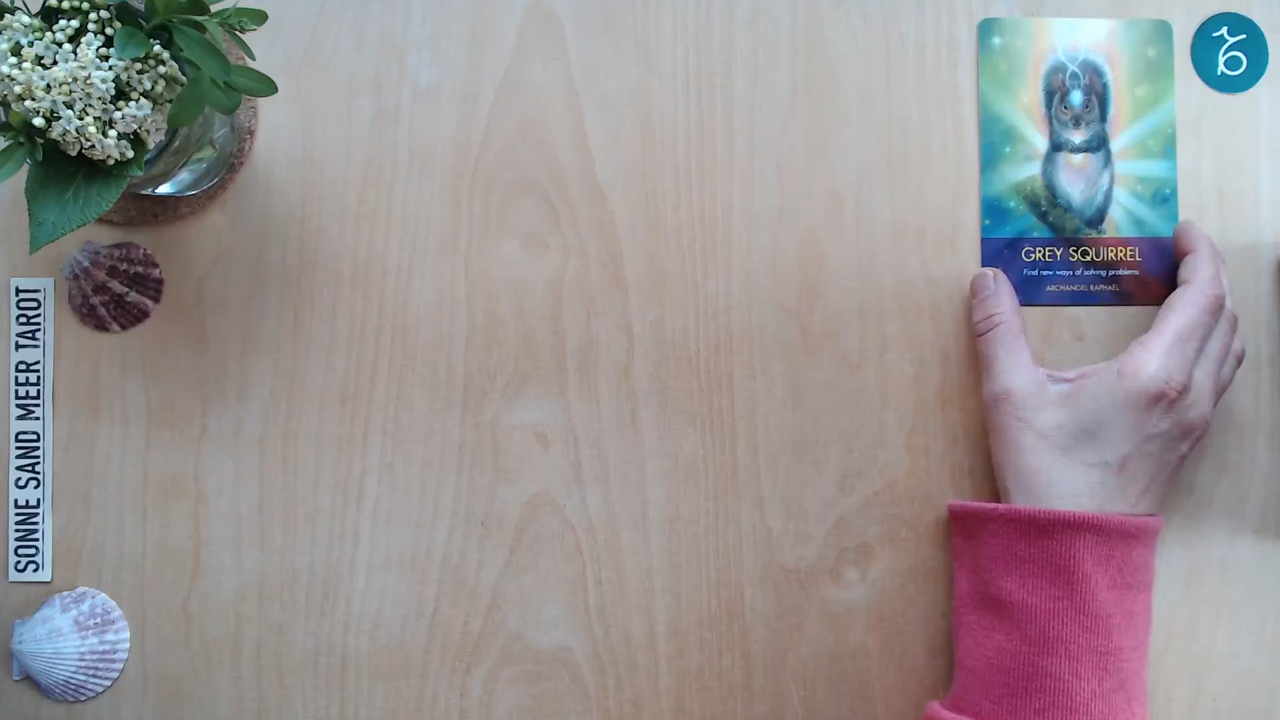 GREY SQUIRREL
Find new ways of solving problems
ARCHANGEL RAPHAEL
SONNE SAND MEER TAROT